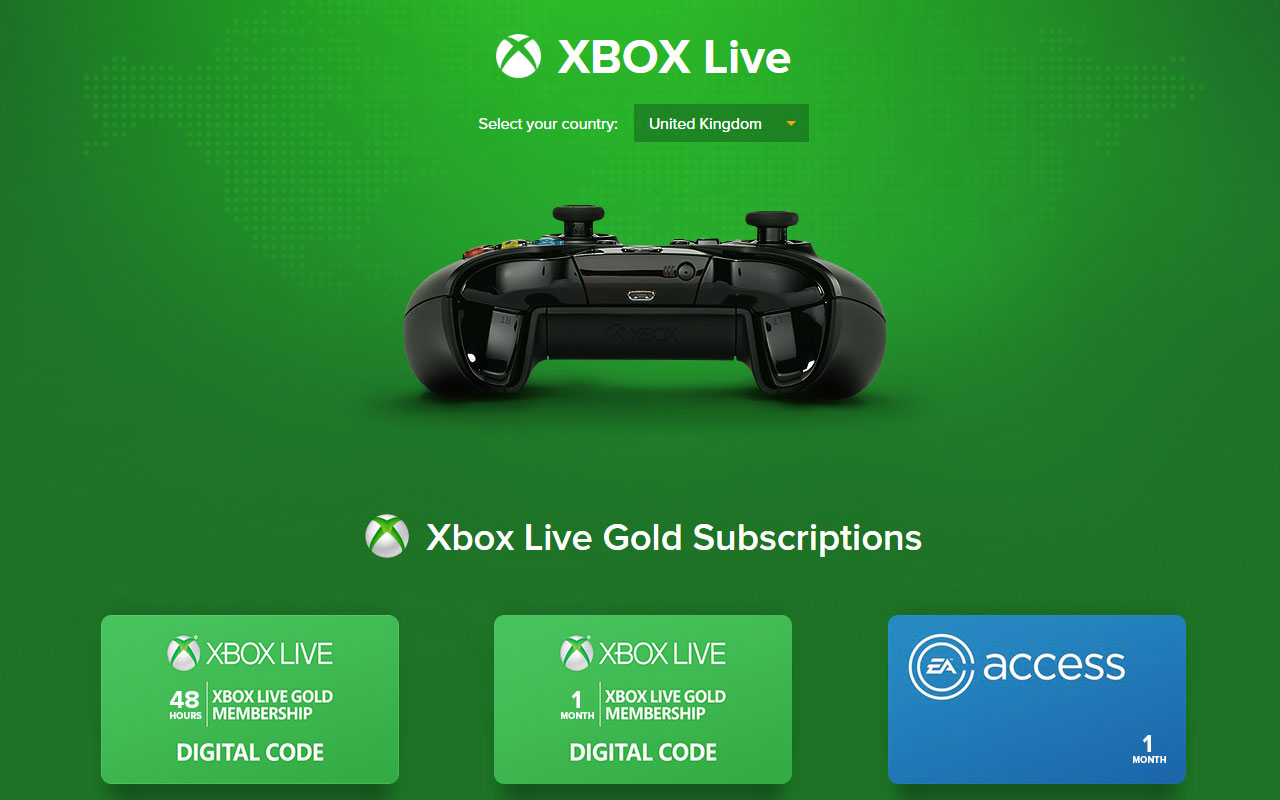 XBOX Live
Select your country: United Kingdom
XBOX
Xbox Live Gold Subscriptions
XBOX LIVE
48 HOURS
XBOX LIVE GOLD
MEMBERSHIP
DIGITAL CODE
XBOX LIVE
1 MONTH
XBOX LIVE GOLD
MEMBERSHIP
DIGITAL CODE
EA access
1
MONTH